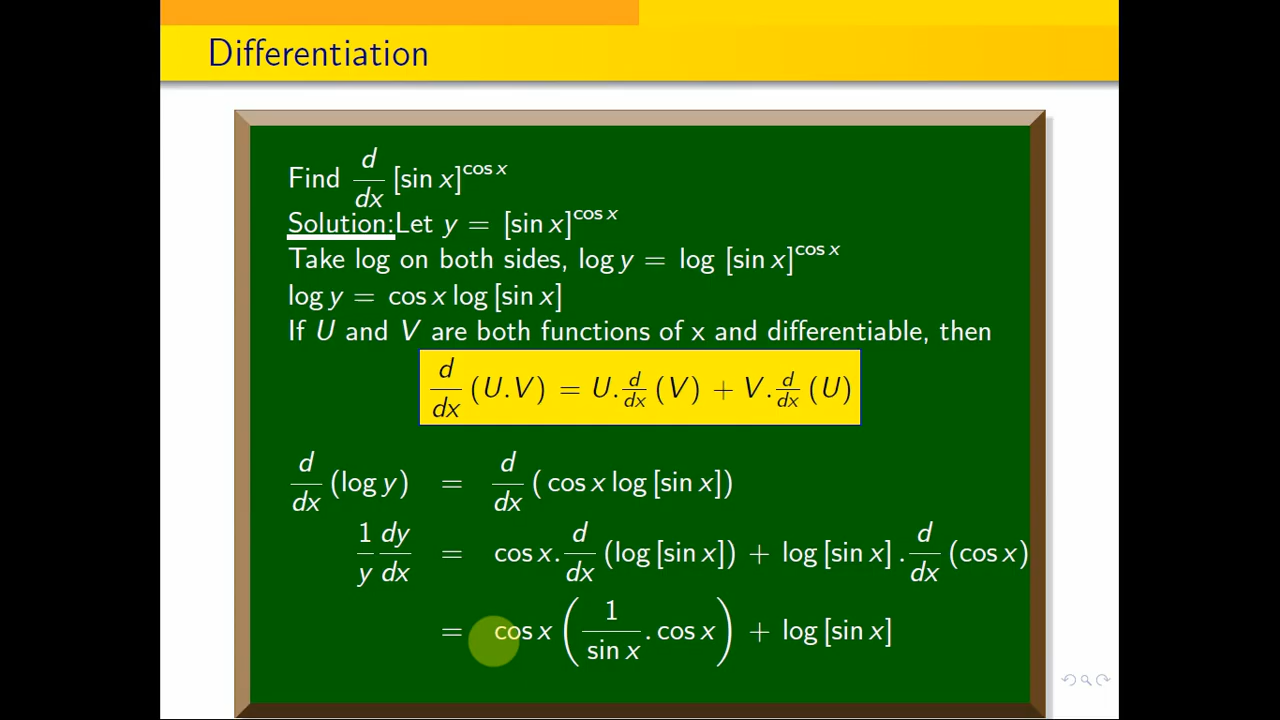 Differentiation
Find d/dx [sin x]^cos x
Solution:Let y = [sin x]^cos x
Take log on both sides, log y = log [sin x]^cos x
log y = cos x log [sin x]
If U and V are both functions of x and differentiable, then
d/dx (U.V) = U. d/dx (V) + V. d/dx (U)
d/dx (log y) = d/dx ( cos x log [sin x])
1/y dy/dx = cos x. d/dx (log [sin x]) + log [sin x] . d/dx (cos x)
= cos x (1/sin x . cos x) + log [sin x]